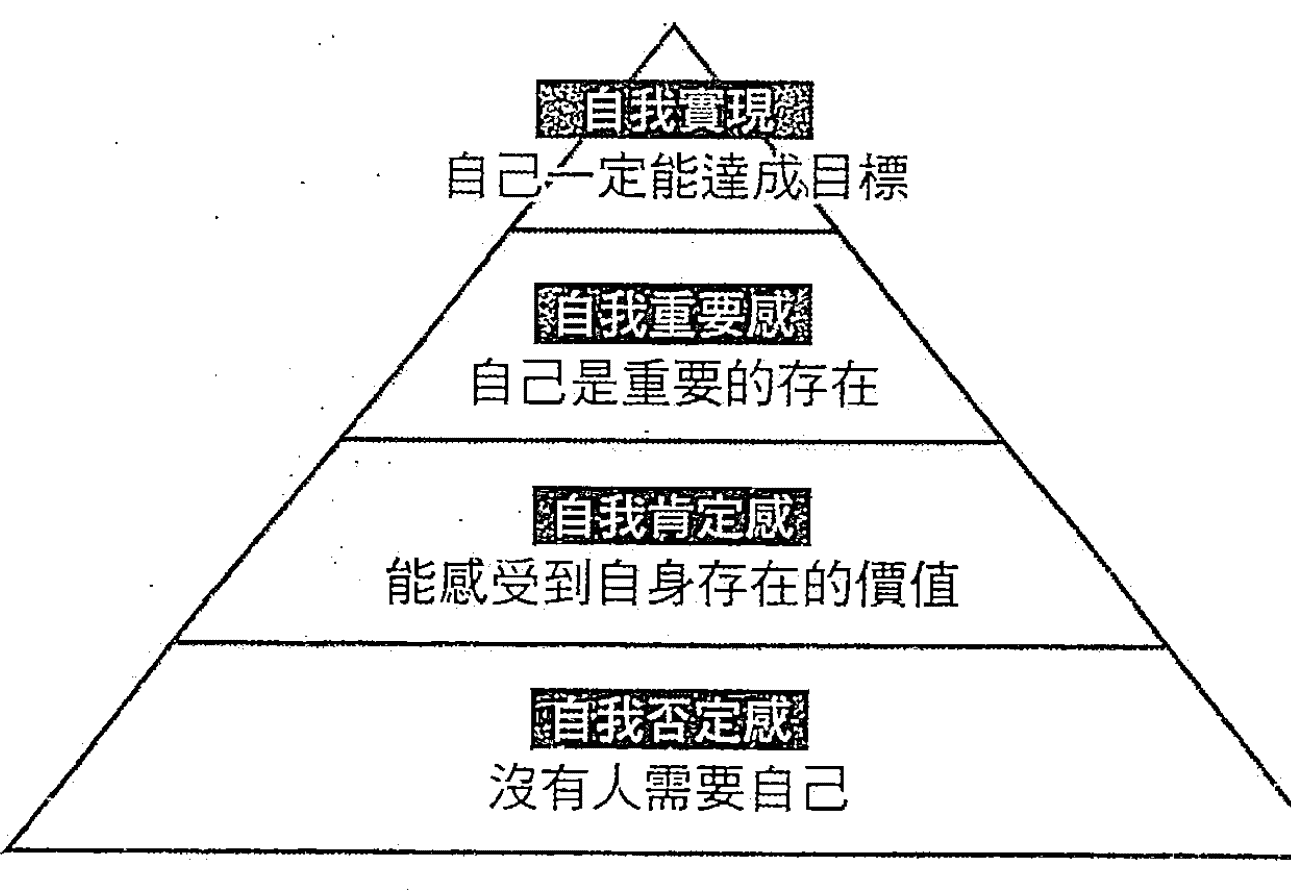 自我實現
自己一定能達成目標
自我重要感
自己是重要的存在
自我肯定感
能感受到自身存在的價值
自我否定感
沒有人需要自己